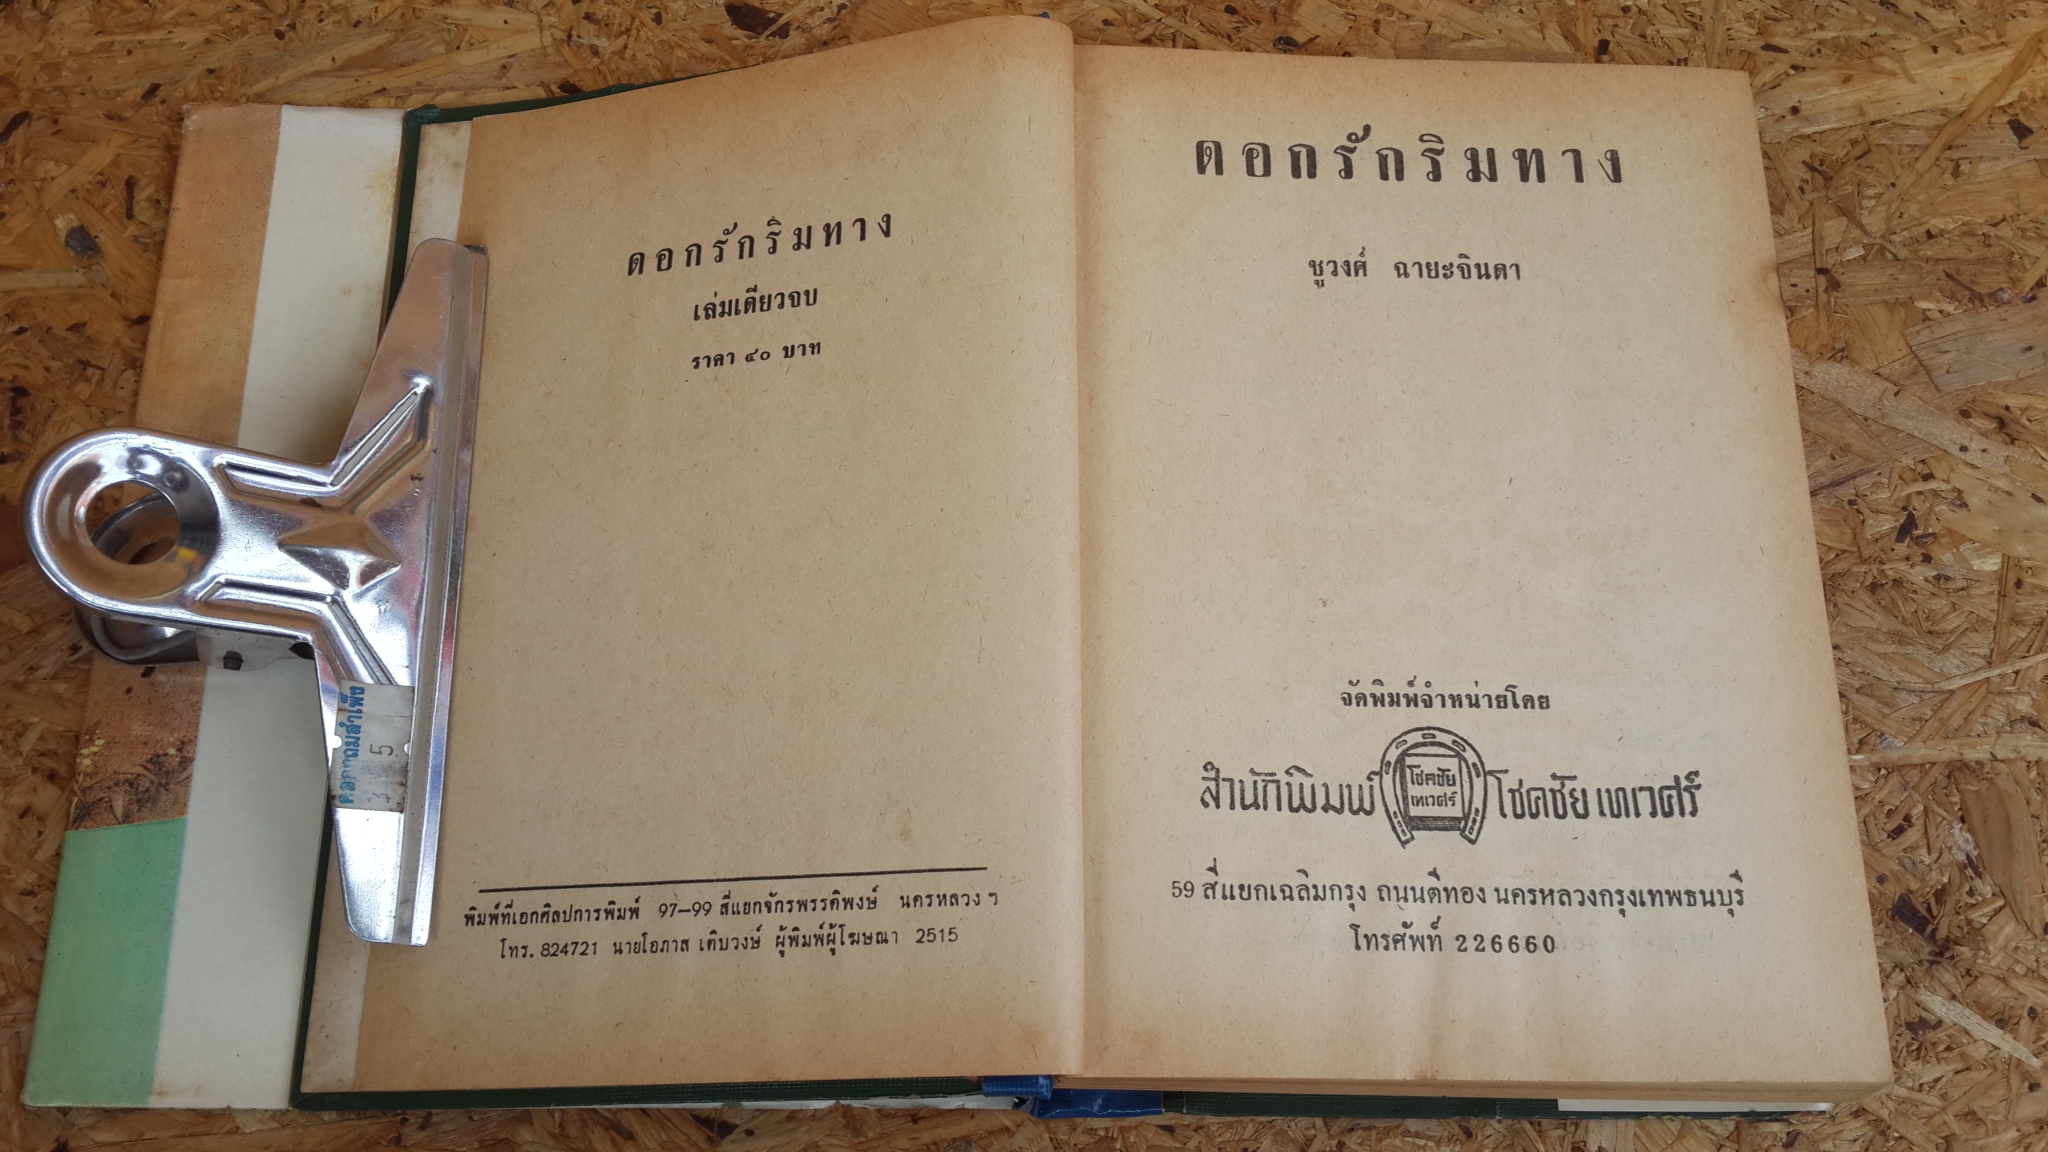 ดอกรักริมทาง
เล่มเดียวจบ
ราคา ๔๐ บาท
พิมพ์ที่เอกศิลปการพิมพ์ 97–99 สี่แยกจักรพรรดิพงษ์ นครหลวง ฯ
โทร. 824721 นายโอภาส เติบวงษ์ ผู้พิมพ์ผู้โฆษณา 2515
ดอกรักริมทาง
ชูวงศ์ ฉายะจินดา
จัดพิมพ์จำหน่ายโดย
สำนักพิมพ์ โชคชัย เทเวศร์
โชคชัย
เทเวศร์
59 สี่แยกเฉลิมกรุง ถนนตีทอง นครหลวงกรุงเทพธนบุรี
โทรศัพท์ 226660
5